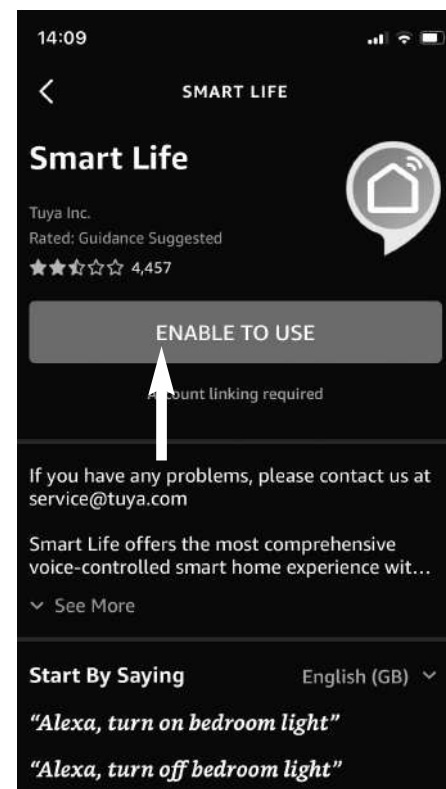 14:09
SMART LIFE
Smart Life
Tuya Inc.
Rated: Guidance Suggested
4,457
ENABLE TO USE
Account linking required
If you have any problems, please contact us at
service@tuya.com
Smart Life offers the most comprehensive
voice-controlled smart home experience wit...
See More
Start By Saying English (GB)
“Alexa, turn on bedroom light”
“Alexa, turn off bedroom light”